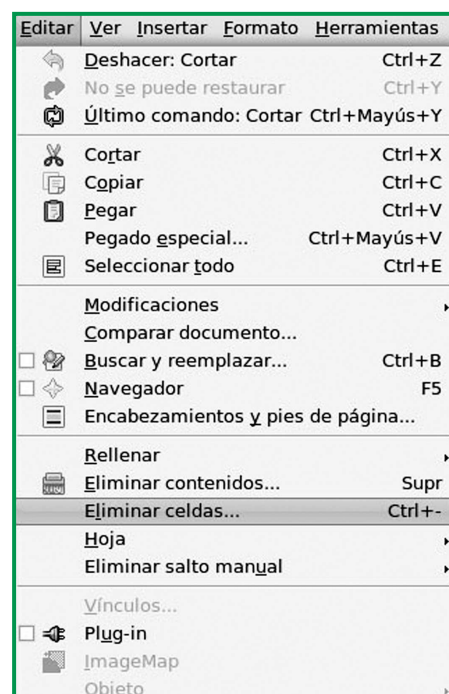 Editar Ver Insertar Formato Herramientas
Deshacer: Cortar Ctrl+Z
No se puede restaurar Ctrl+Y
Último comando: Cortar Ctrl+Mayús+Y
Cortar Ctrl+X
Copiar Ctrl+C
Pegar Ctrl+V
Pegado especial... Ctrl+Mayús+V
Seleccionar todo Ctrl+E
Modificaciones
Comparar documento...
Buscar y reemplazar... Ctrl+B
Navegador F5
Encabezamientos y pies de página...
Rellenar
Eliminar contenidos... Supr
Eliminar celdas... Ctrl+-
Hoja
Eliminar salto manual
Vínculos...
Plug-in
ImageMap
Objeto